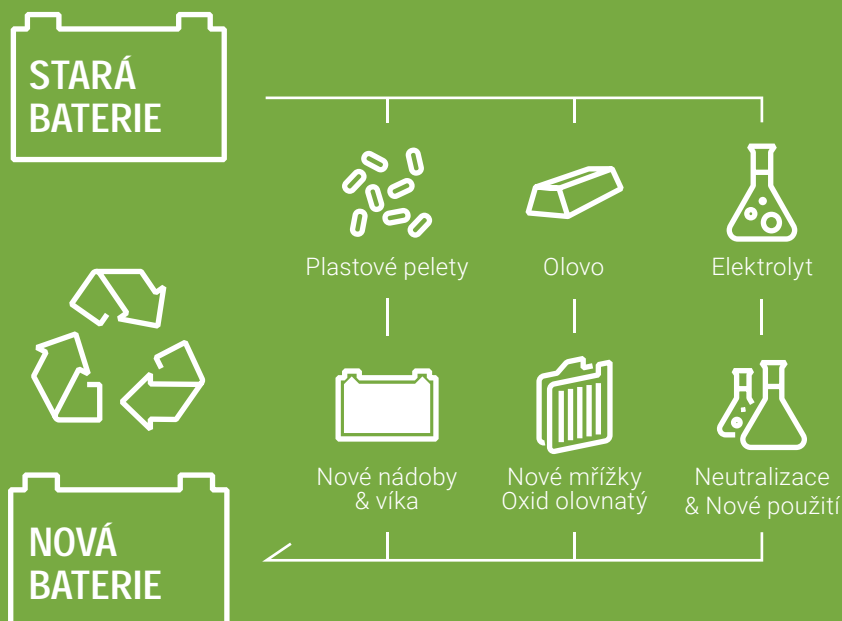 STARÁ
BATERIE
Plastové pelety
Olovo
Elektrolyt
Nové nádoby
& víka
Nové mřížky
Oxid olovnatý
Neutralizace
& Nové použití
NOVÁ
BATERIE